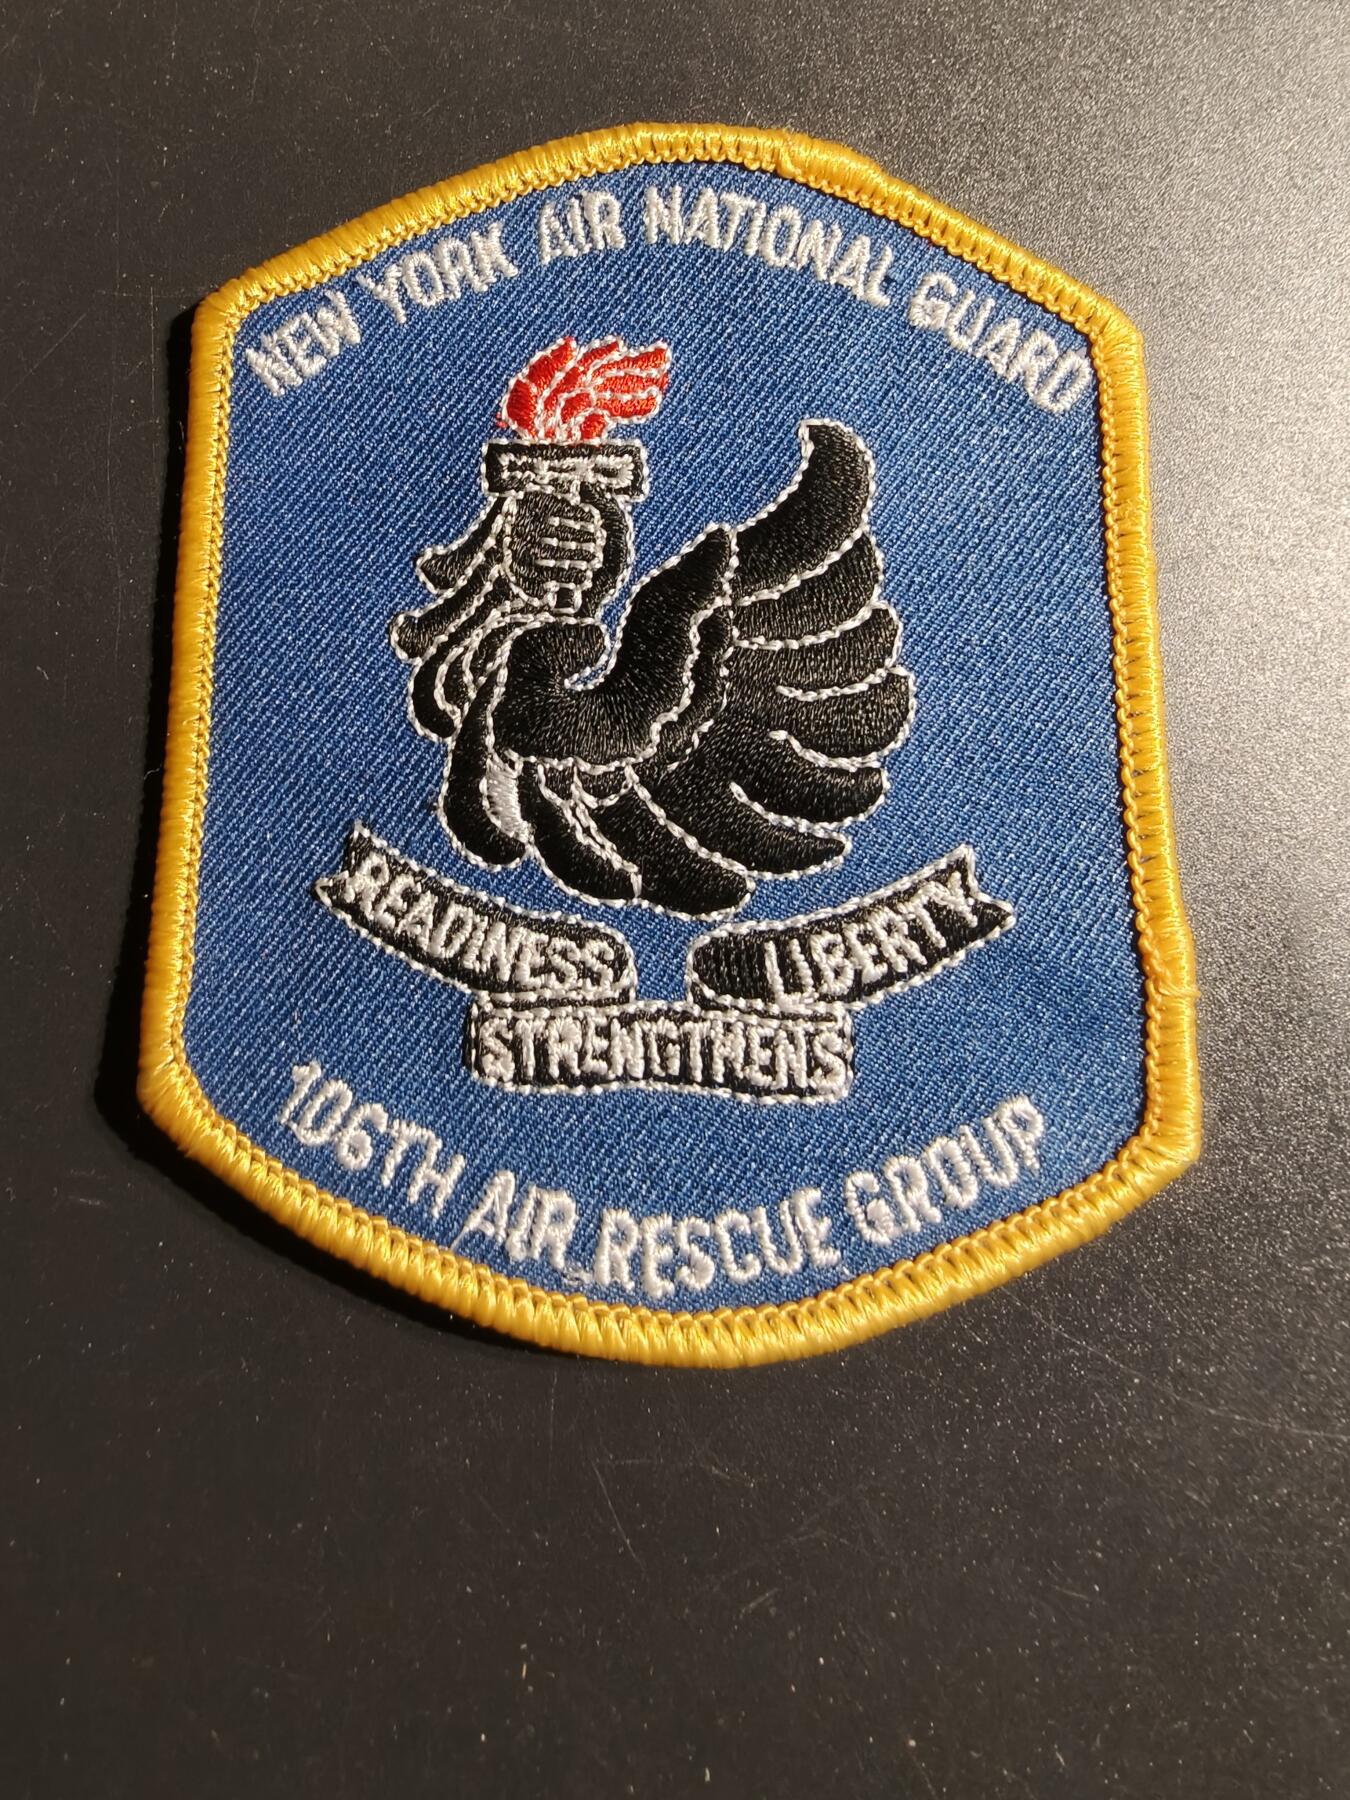 NEW YORK AIR NATIONAL GUARD
READINESS
STRENGTHENS
LIBERTY
106TH AIR RESCUE GROUP